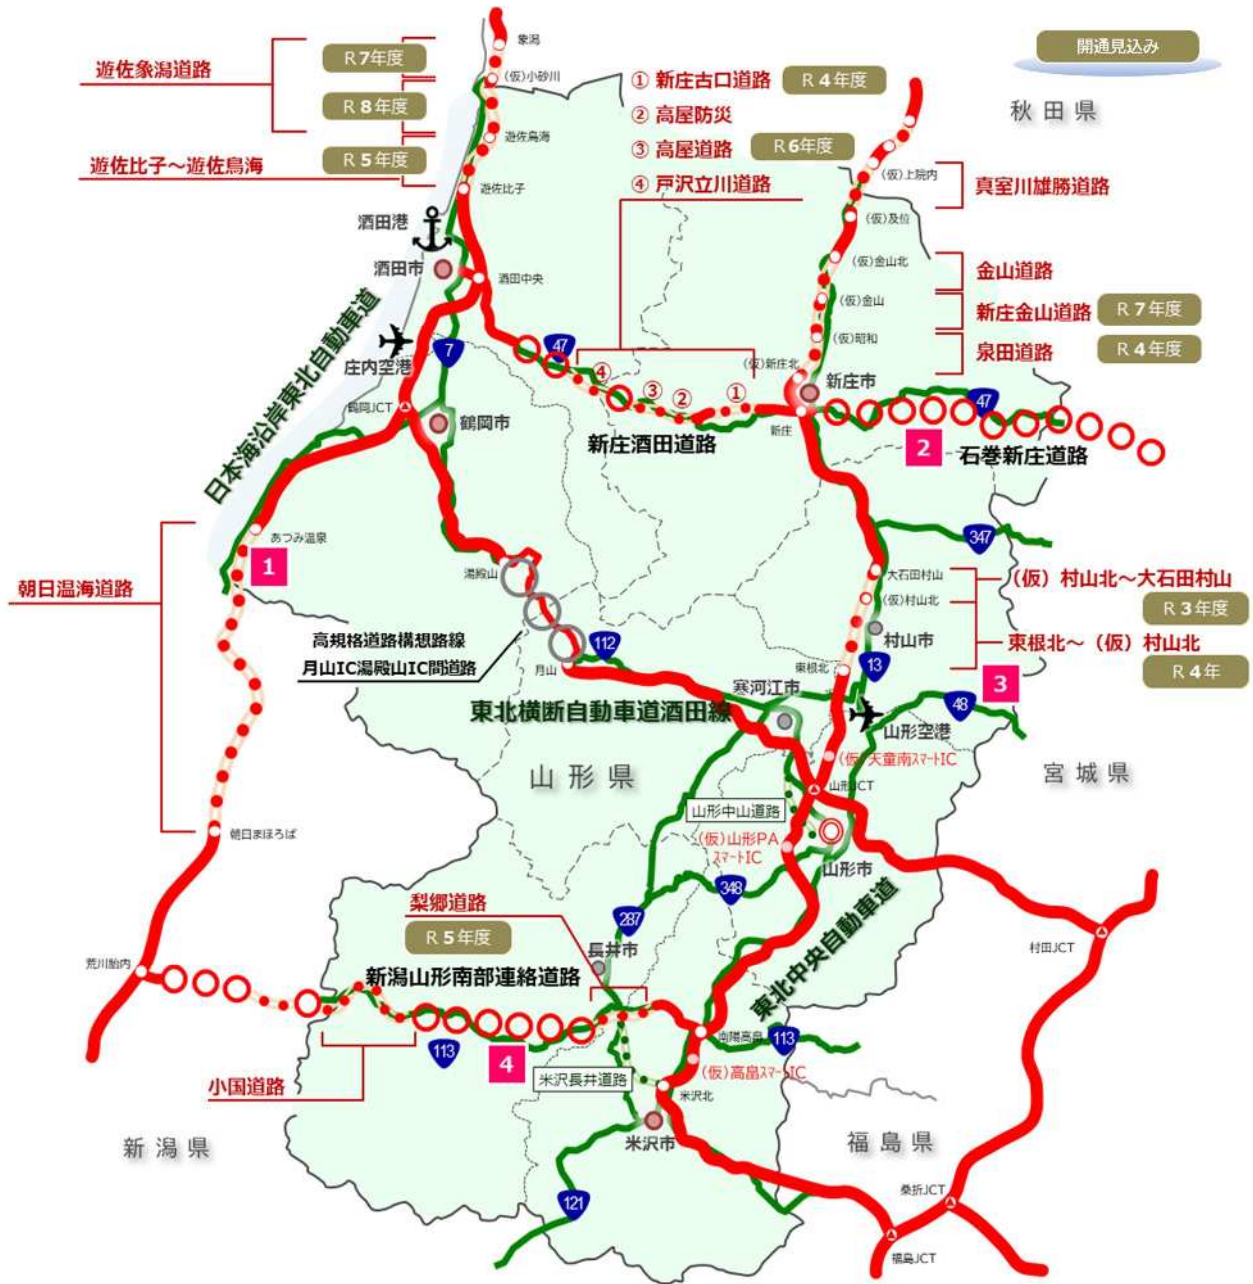 開通見込み
秋田県
遊佐象潟道路
R 7年度
R 8年度
遊佐比子～遊佐鳥海
R 5年度
象潟
(仮)小砂川
遊佐鳥海
遊佐比子
① 新庄古口道路
R 4年度
② 高屋防災
③ 高屋道路
R6年度
④ 戸沢立川道路
(仮)上院内
真室川雄勝道路
(仮)及位
(仮)金山北
金山道路
(仮)金山
新庄金山道路
R 7年度
(仮)昭和
泉田道路
R 4年度
(仮)新庄北
新庄市
新庄
酒田港
酒田市
酒田中央
日本海沿岸東北自動車道
庄内空港
7
47
④
③
②
①
鶴岡JCT
鶴岡市
新庄酒田道路
47
2
石巻新庄道路
あつみ温泉
1
朝日温海道路
湯殿山
347
大石田村山
(仮)村山北
(仮) 村山北～大石田村山
R 3年度
村山市
東根北～ (仮) 村山北
R 4年
高規格道路構想路線
月山IC湯殿山IC間道路
112
月山
東根北
13
3
寒河江市
48
東北横断自動車道酒田線
山形空港
山形県
(仮)天童南スマートIC
宮城県
山形JCT
山形中山道路
(仮)山形PA
スマートIC
山形市
朝日まほろば
348
梨郷道路
287
R 5年度
長井市
東北中央自動車道
村田JCT
荒川胎内
新潟山形南部連絡道路
南陽高畠
113
113
4
米沢長井道路
(仮)高畠スマートIC
小国道路
米沢北
新潟県
米沢市
福島県
121
桑折JCT
福島JCT